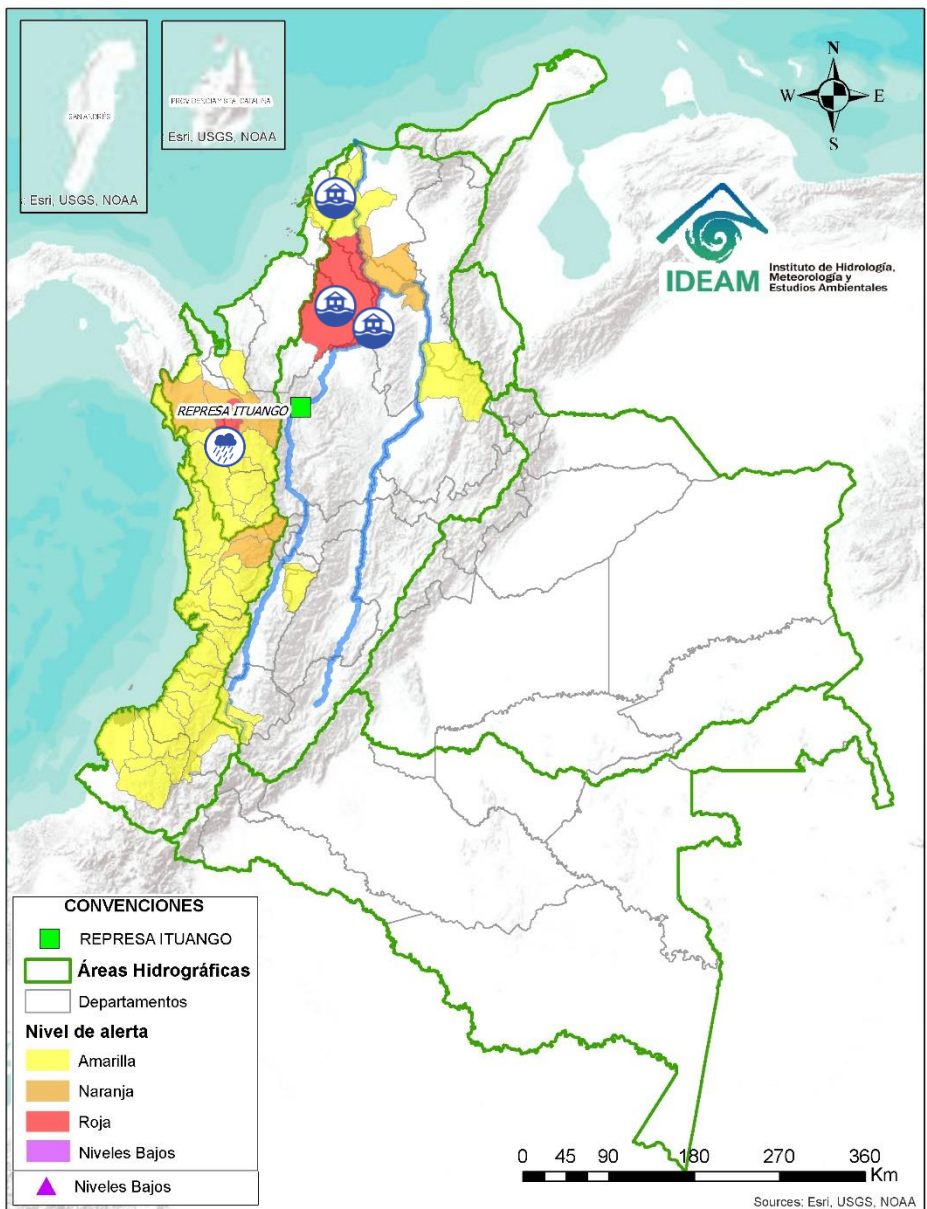 SAN ANDRÉS
: Esri, USGS, NOAA
PROVIDENCIA Y STA. CATALINA
Esri, USGS, NOAA
N
W
E
S
IDEAM
Instituto de Hidrología,
Meteorología y
Estudios Ambientales
REPRESA ITUANGO
CONVENCIONES
REPRESA ITUANGO
Áreas Hidrográficas
Departamentos
Nivel de alerta
Amarilla
Naranja
Roja
Niveles Bajos
Niveles Bajos
0 45 90 180 270 360
Km
Sources: Esri, USGS, NOAA